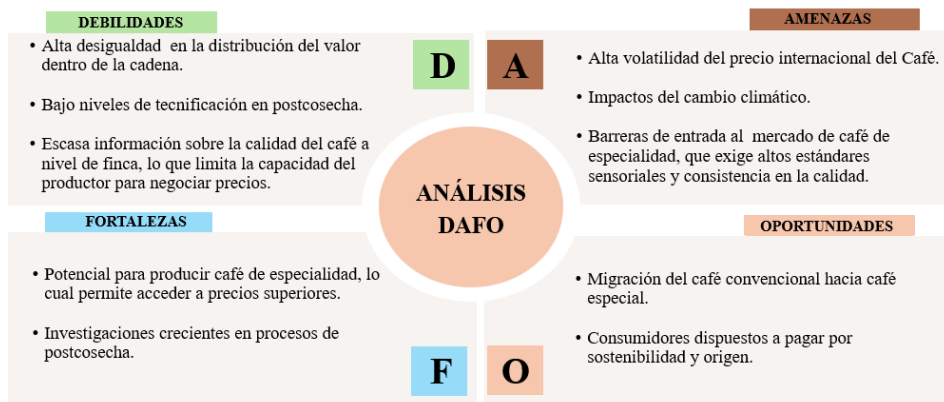 DEBILIDADES
• Alta desigualdad en la distribución del valor
dentro de la cadena.
• Bajo niveles de tecnificación en postcosecha.
• Escasa información sobre la calidad del café a
nivel de finca, lo que limita la capacidad del
productor para negociar precios.
D
AMENAZAS
A
• Alta volatilidad del precio internacional del Café.
• Impactos del cambio climático.
• Barreras de entrada al mercado de café de
especialidad, que exige altos estándares
sensoriales y consistencia en la calidad.
ANÁLISIS
DAFO
FORTALEZAS
• Potencial para producir café de especialidad, lo
cual permite acceder a precios superiores.
• Investigaciones crecientes en procesos de
postcosecha.
F
OPORTUNIDADES
O
• Migración del café convencional hacia café
especial.
• Consumidores dispuestos a pagar por
sostenibilidad y origen.